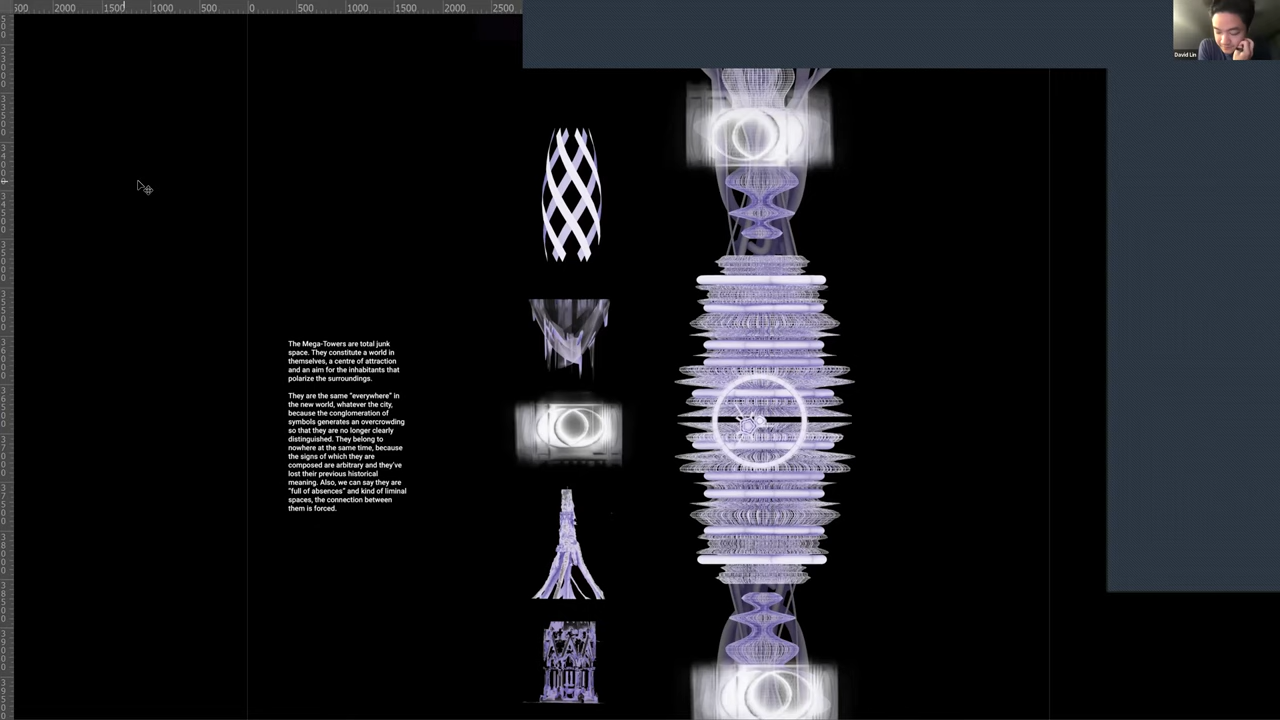 500 2000 1500 1000 500 0 500 1000 1500 2000 2500
David Lin
The Mega-Towers are total junk
space. They constitute a world in
themselves, a centre of attraction
and an aim for the inhabitants that
polarize the surroundings.
They are the same "everywhere" in
the new world, whatever the city,
because the conglomeration of
symbols generates an overcrowding
so that they are no longer clearly
distinguished. They belong to
nowhere at the same time, because
the signs of which they are
composed are arbitrary and they've
lost their previous historical
meaning. Also, we can say they are
"full of absences" and kind of liminal
spaces, the connection between
them is forced.